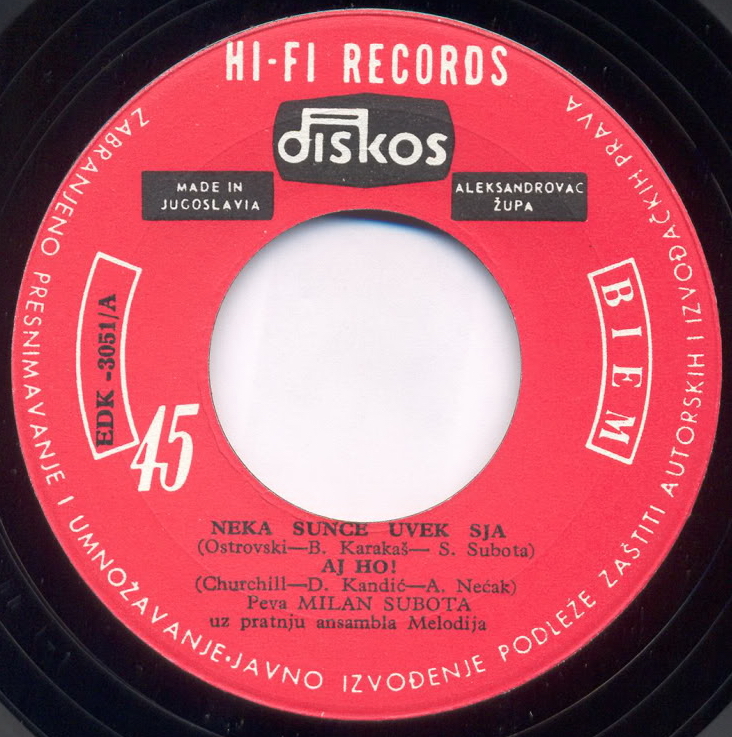 HI-FI RECORDS
diskos
MADE IN
JUGOSLAVIA
ALEKSANDROVAC
ŽUPA
EDK -3051/A
BIEM
45
NEKA SUNCE UVEK SJA
(Ostrovski—B. Karakaš— S. Subota)
AJ HO!
(Churchill—D. Kandić—A. Nećak)
Peva MILAN SUBOTA
uz pratnju ansambla Melodija
ZABRANJENO PRESNIMAVANJE I UMNOŽAVANJE·JAVNO IZVOĐENJE PODLEŽE ZAŠTITI AUTORSKIH I IZVOĐAČKIH PRAVA